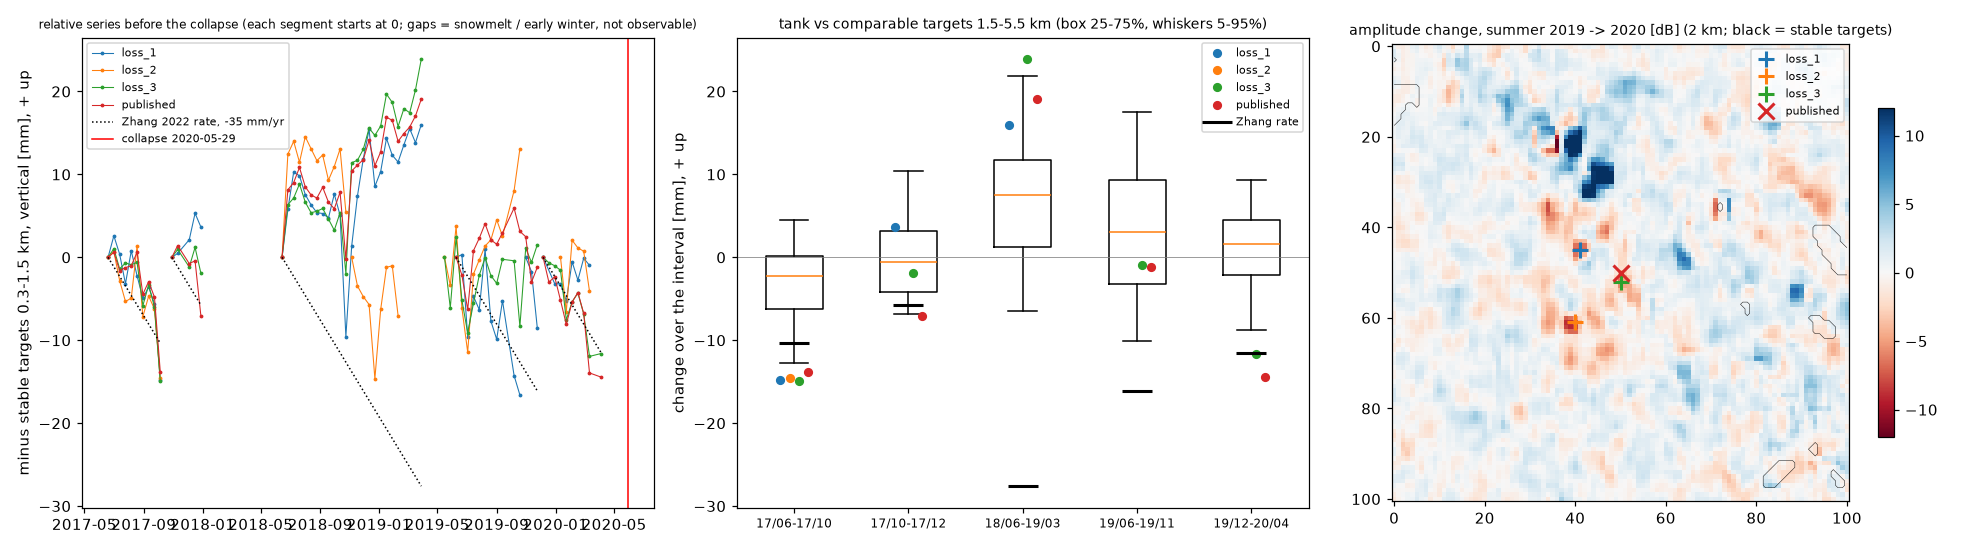 relative series before the collapse (each segment starts at 0; gaps = snowmelt / early winter, not observable)
minus stable targets 0.3-1.5 km, vertical [mm], + up
20
10
0
−10
−20
−30
loss_1
loss_2
loss_3
published
Zhang 2022 rate, -35 mm/yr
collapse 2020-05-29
2017-05 2017-09 2018-01 2018-05 2018-09 2019-01 2019-05 2019-09 2020-01 2020-05
tank vs comparable targets 1.5-5.5 km (box 25-75%, whiskers 5-95%)
change over the interval [mm], + up
20
10
0
−10
−20
−30
loss_1
loss_2
loss_3
published
Zhang rate
17/06-17/10 17/10-17/12 18/06-19/03 19/06-19/11 19/12-20/04
amplitude change, summer 2019 -> 2020 [dB] (2 km; black = stable targets)
0
20
40
60
80
100
loss_1
loss_2
loss_3
published
0 20 40 60 80 100
10
5
0
−5
−10